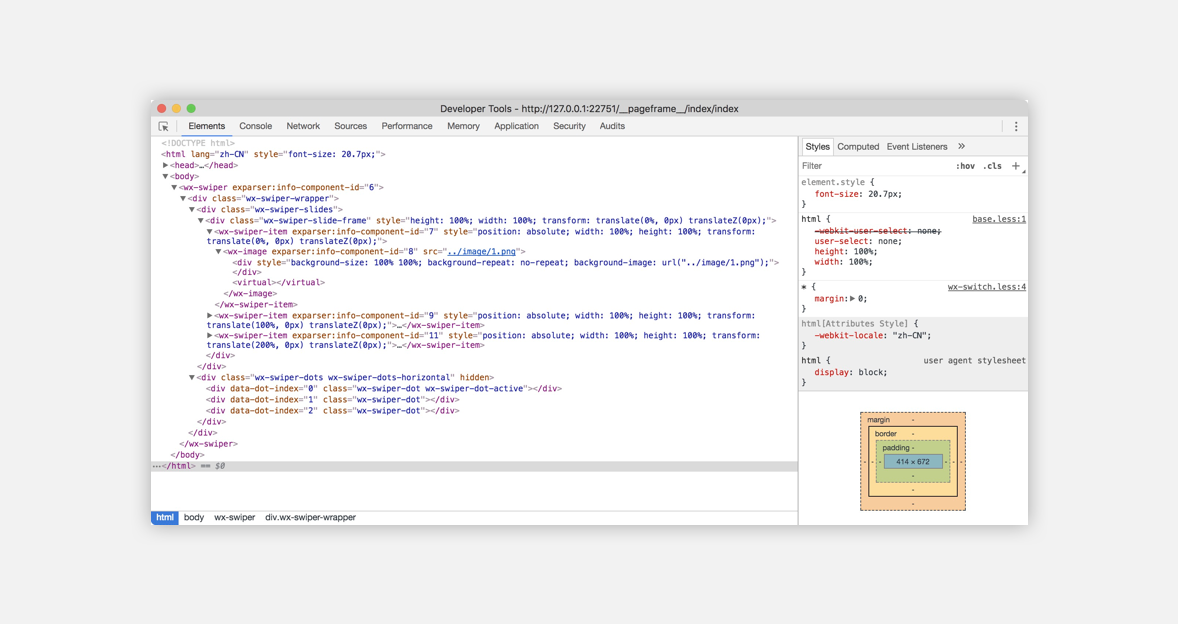 Developer Tools - http://127.0.0.1:22751/__pageframe__/index/index
Elements Console Network Sources Performance Memory Application Security Audits
<!DOCTYPE html>
<html lang="zh-CN" style="font-size: 20.7px;">
▶<head>…</head>
▼<body>
▼<wx-swiper exparser:info-component-id="6">
▼<div class="wx-swiper-wrapper">
▼<div class="wx-swiper-slides">
▼<div class="wx-swiper-slide-frame" style="height: 100%; width: 100%; transform: translate(0%, 0px) translateZ(0px);">
▼<wx-swiper-item exparser:info-component-id="7" style="position: absolute; width: 100%; height: 100%; transform:
translate(0%, 0px) translateZ(0px);">
▼<wx-image exparser:info-component-id="8" src="../image/1.png">
<div style="background-size: 100% 100%; background-repeat: no-repeat; background-image: url("../image/1.png");">
</div>
<virtual></virtual>
</wx-image>
</wx-swiper-item>
▶<wx-swiper-item exparser:info-component-id="9" style="position: absolute; width: 100%; height: 100%; transform:
translate(100%, 0px) translateZ(0px);">…</wx-swiper-item>
▶<wx-swiper-item exparser:info-component-id="11" style="position: absolute; width: 100%; height: 100%; transform:
translate(200%, 0px) translateZ(0px);">…</wx-swiper-item>
</div>
</div>
▼<div class="wx-swiper-dots wx-swiper-dots-horizontal" hidden>
<div data-dot-index="0" class="wx-swiper-dot wx-swiper-dot-active"></div>
<div data-dot-index="1" class="wx-swiper-dot"></div>
<div data-dot-index="2" class="wx-swiper-dot"></div>
</div>
</div>
</wx-swiper>
</body>
…</html> == $0
html body wx-swiper div.wx-swiper-wrapper
Styles Computed Event Listeners »
Filter :hov .cls +
element.style {
font-size: 20.7px;
}
html { base.less:1
-webkit-user-select: none;
user-select: none;
height: 100%;
width: 100%;
}
* { wx-switch.less:4
margin:▶ 0;
}
html[Attributes Style] {
-webkit-locale: "zh-CN";
}
html { user agent stylesheet
display: block;
}
margin -
border -
padding -
- - - 414 × 672 - - -
-
-
-